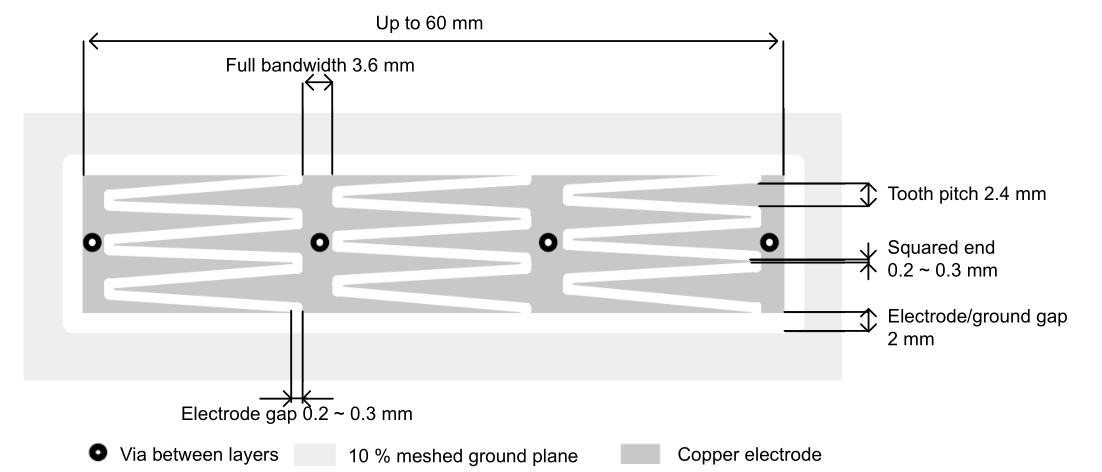 Up to 60 mm
Full bandwidth 3.6 mm
Tooth pitch 2.4 mm
Squared end
0.2 ~ 0.3 mm
Electrode/ground gap
2 mm
Electrode gap 0.2 ~ 0.3 mm
Via between layers
10 % meshed ground plane
Copper electrode